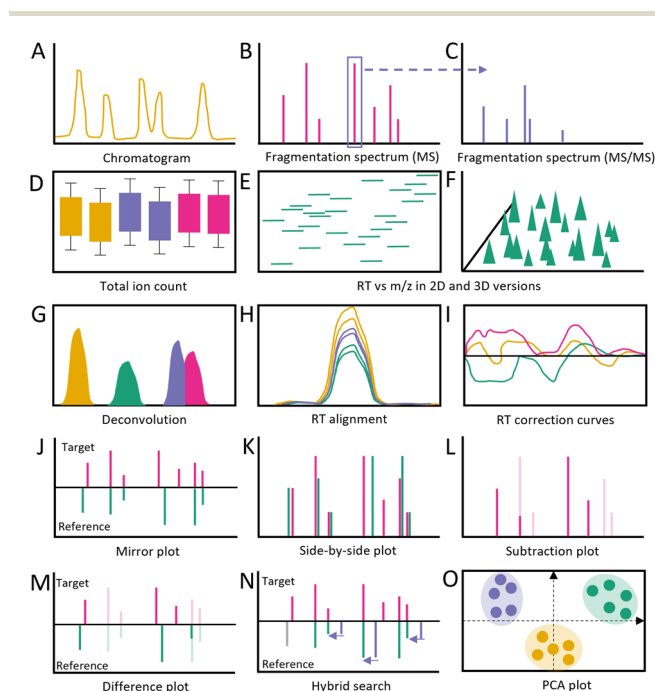 A
B
C
Chromatogram
Fragmentation spectrum (MS)
Fragmentation spectrum (MS/MS)
D
E
F
Total ion count
RT vs m/z in 2D and 3D versions
G
H
I
Deconvolution
RT alignment
RT correction curves
J
Target
Reference
K
L
Mirror plot
Side-by-side plot
Subtraction plot
M
Target
Reference
N
Target
Reference
O
Difference plot
Hybrid search
PCA plot